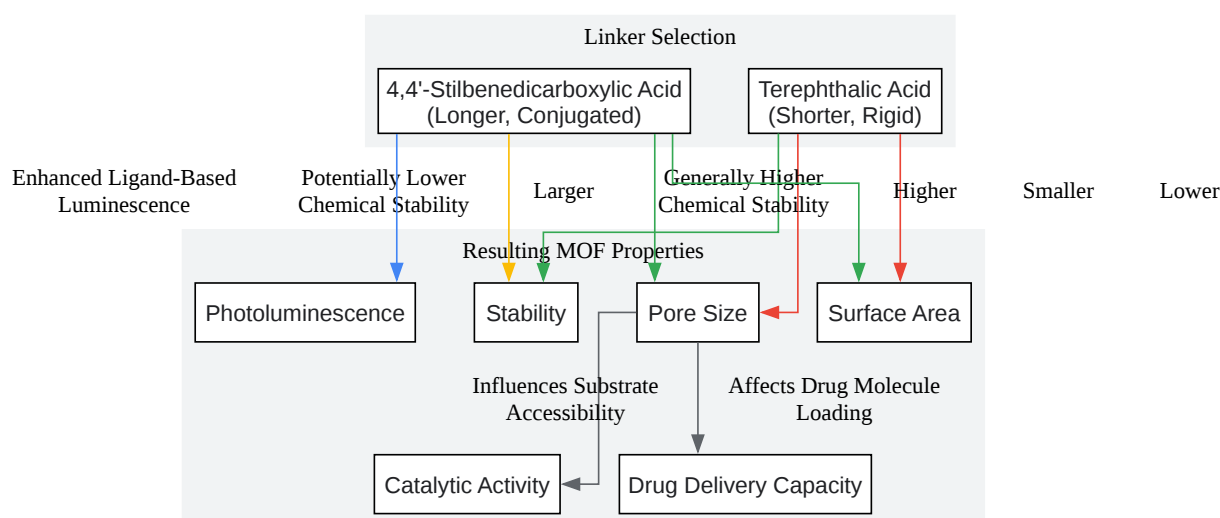 Linker Selection
4,4'-Stilbenedicarboxylic Acid
(Longer, Conjugated)
Terephthalic Acid
(Shorter, Rigid)
Enhanced Ligand-Based
Luminescence
Potentially Lower
Chemical Stability
Larger
Generally Higher
Chemical Stability
Higher
Smaller
Lower
Resulting MOF Properties
Photoluminescence
Stability
Pore Size
Surface Area
Influences Substrate
Accessibility
Affects Drug Molecule
Loading
Catalytic Activity
Drug Delivery Capacity